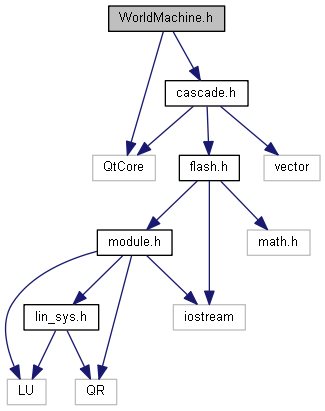 WorldMachine.h
cascade.h
QtCore
flash.h
vector
module.h
math.h
lin_sys.h
iostream
LU
QR